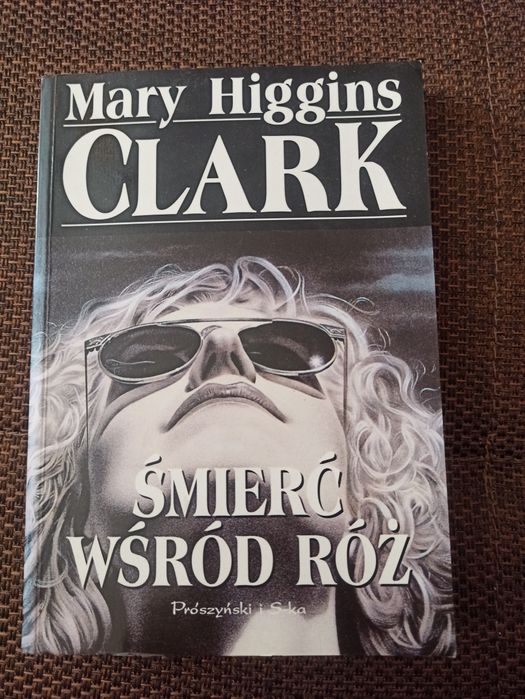 Mary Higgins
CLARK
ŚMIERĆ
WŚRÓD RÓŻ
Prószyński i S-ka